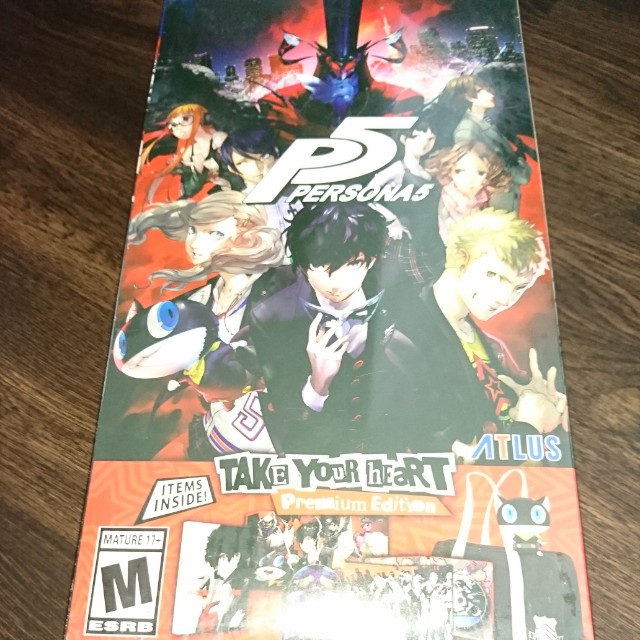 P5
PERSONA5
ATLUS
TAKE YOUR HEART
Premium Edition
ITEMS
INSIDE!
MATURE 17+
M
ESRB